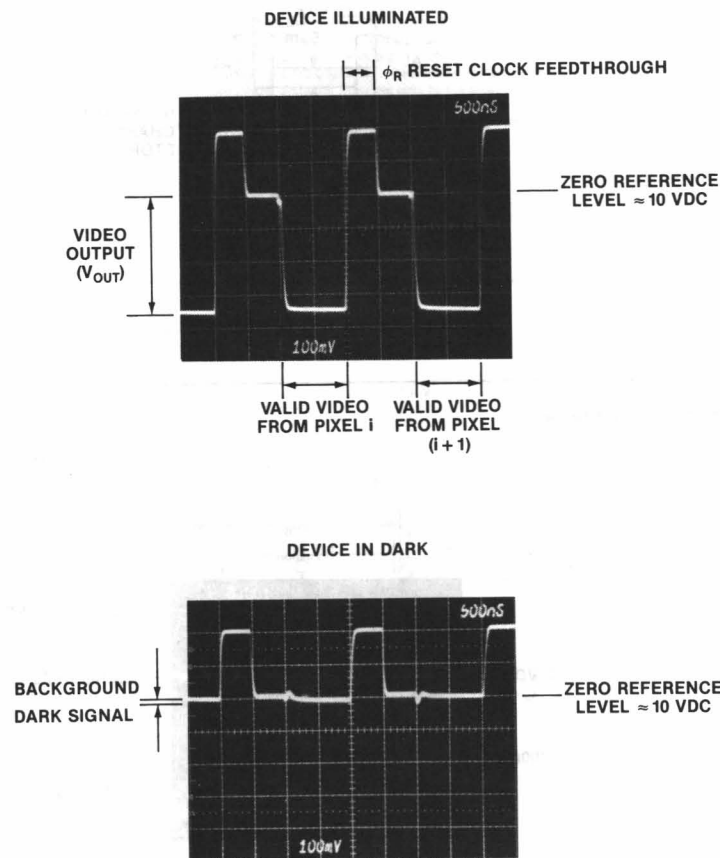 DEVICE ILLUMINATED
φR RESET CLOCK FEEDTHROUGH
500nS
ZERO REFERENCE
LEVEL ≈ 10 VDC
VIDEO
OUTPUT
(VOUT)
100mV
VALID VIDEO
FROM PIXEL i
VALID VIDEO
FROM PIXEL
(i + 1)
DEVICE IN DARK
500nS
BACKGROUND
DARK SIGNAL
ZERO REFERENCE
LEVEL ≈ 10 VDC
100mV